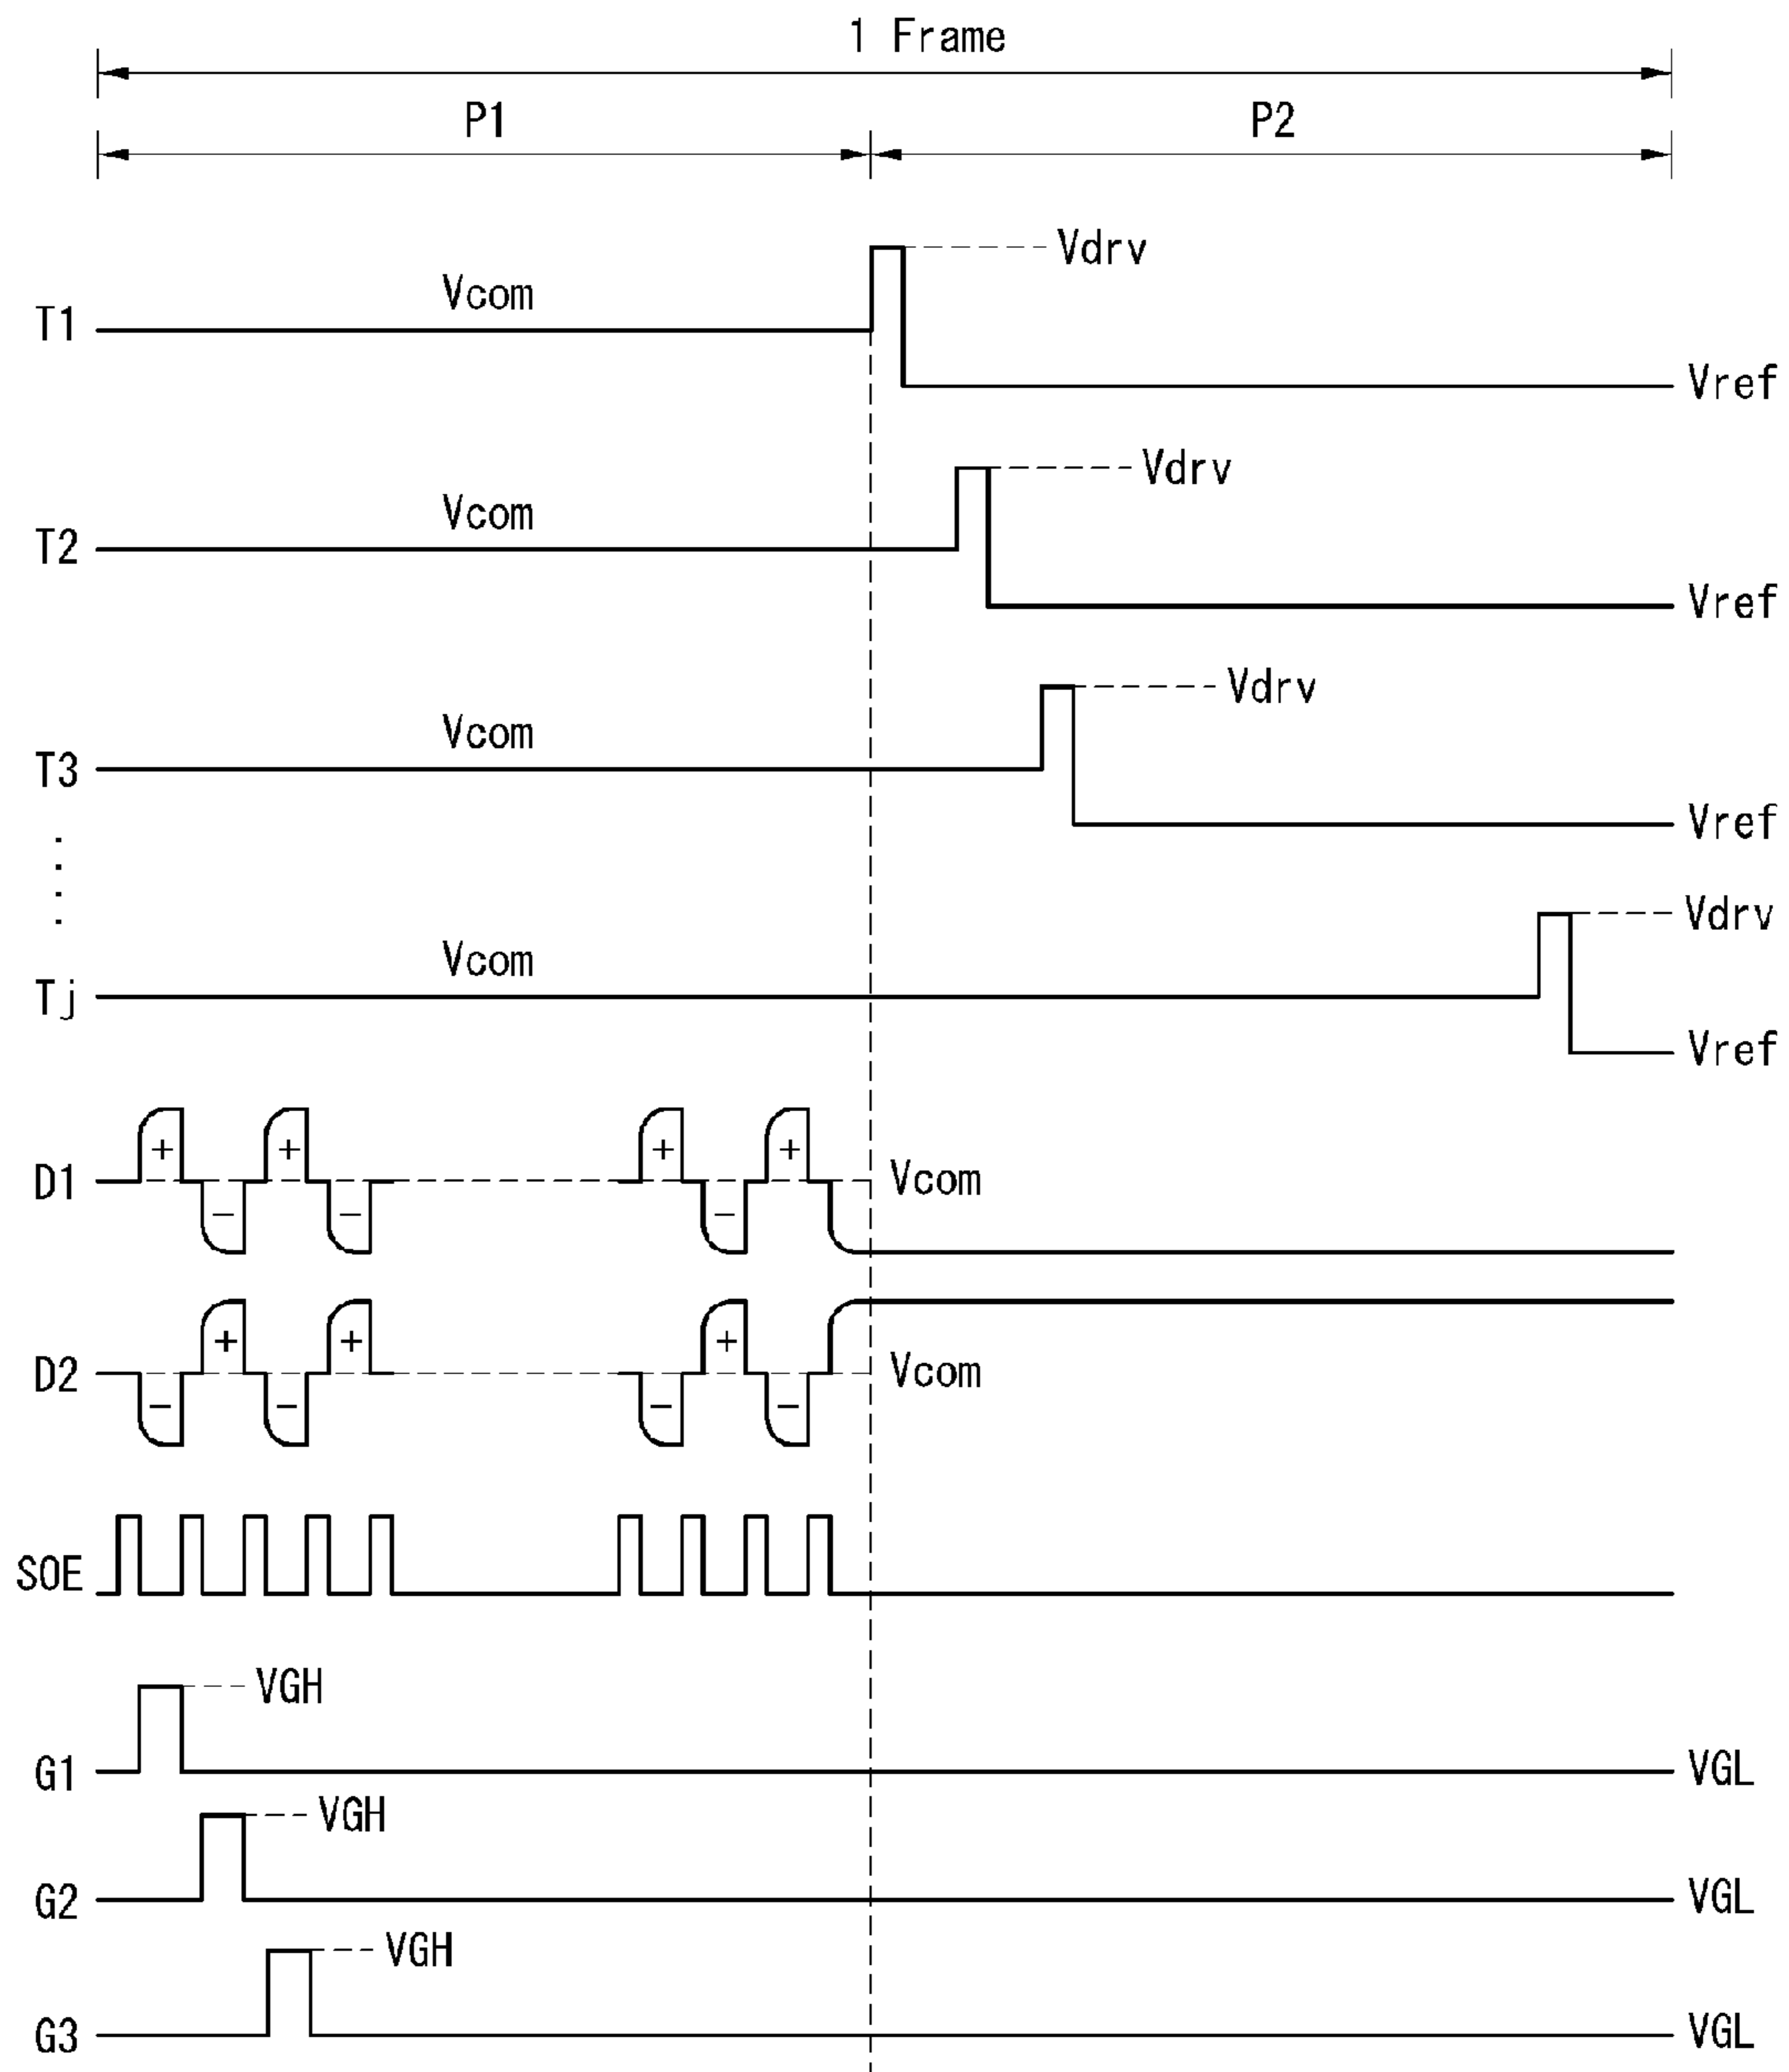 1 Frame
P1 P2
Vdrv
Vcom
T1
Vref
Vdrv
Vcom
T2
Vref
Vdrv
Vcom
T3
Vref
Vdrv
Vcom
Tj
Vref
+ + + +
D1 Vcom
− − −
+ + +
D2 Vcom
− − − −
SOE
VGH
G1 VGL
VGH
G2 VGL
VGH
G3 VGL